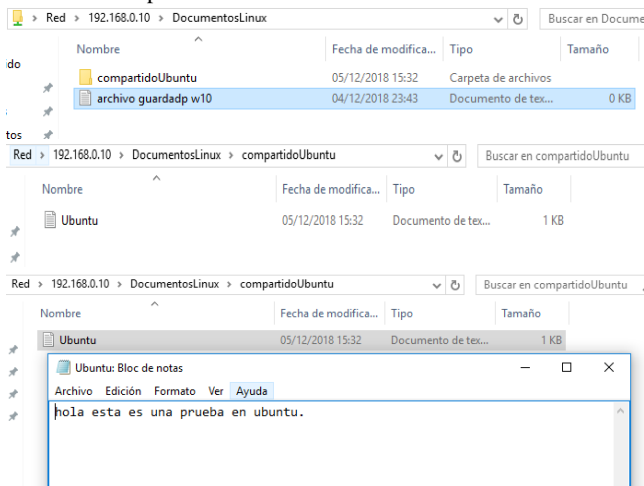 Red > 192.168.0.10 > DocumentosLinux
Buscar en Docume
Nombre Fecha de modifica... Tipo Tamaño
ido
compartidoUbuntu 05/12/2018 15:32 Carpeta de archivos
archivo guardadp w10 04/12/2018 23:43 Documento de tex... 0 KB
tos
Red > 192.168.0.10 > DocumentosLinux > compartidoUbuntu
Buscar en compartidoUbuntu
Nombre Fecha de modifica... Tipo Tamaño
Ubuntu 05/12/2018 15:32 Documento de tex... 1 KB
Red > 192.168.0.10 > DocumentosLinux > compartidoUbuntu
Buscar en compartidoUbuntu
Nombre Fecha de modifica... Tipo Tamaño
Ubuntu 05/12/2018 15:32 Documento de tex... 1 KB
Ubuntu: Bloc de notas
Archivo Edición Formato Ver Ayuda
hola esta es una prueba en ubuntu.